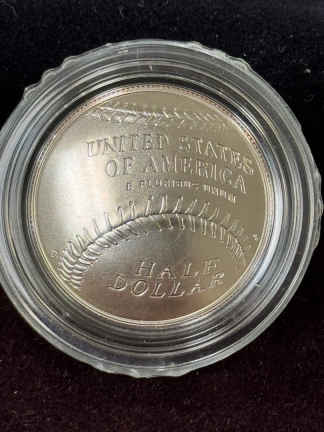 UNITED STATES
OF AMERICA
E PLURIBUS UNUM
HALF
DOLLAR
D